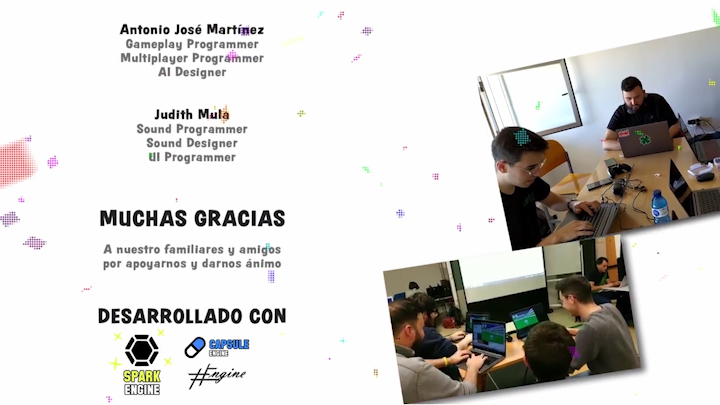 Antonio José Martínez
Gameplay Programmer
Multiplayer Programmer
AI Designer
Judith Mula
Sound Programmer
Sound Designer
UI Programmer
MUCHAS GRACIAS
A nuestro familiares y amigos
por apoyarnos y darnos ánimo
DESARROLLADO CON
SPARK
ENGINE
CAPSULE
ENGINE
#Engine